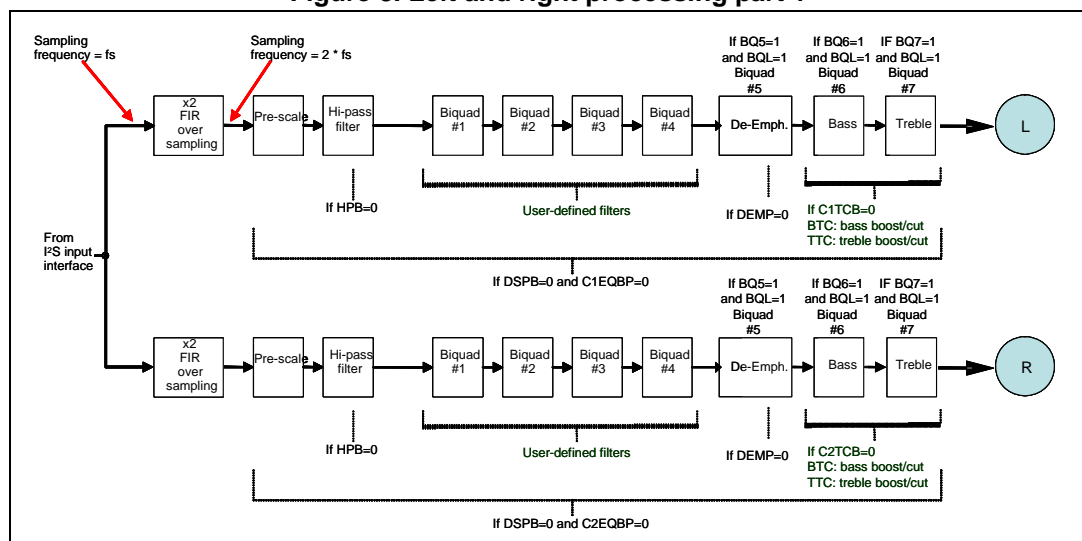 Figure 6. Left and right processing part 1
Sampling
frequency = fs
Sampling
frequency = 2 * fs
If BQ5=1
and BQL=1
Biquad
#5
If BQ6=1
and BQL=1
Biquad
#6
IF BQ7=1
and BQL=1
Biquad
#7
x2
FIR
over
sampling
Pre-scale
Hi-pass
filter
Biquad
#1
Biquad
#2
Biquad
#3
Biquad
#4
De-Emph.
Bass
Treble
L
If HPB=0
User-defined filters
If DEMP=0
If C1TCB=0
BTC: bass boost/cut
TTC: treble boost/cut
From
I²S input
interface
If DSPB=0 and C1EQBP=0
If BQ5=1
and BQL=1
Biquad
#5
If BQ6=1
and BQL=1
Biquad
#6
IF BQ7=1
and BQL=1
Biquad
#7
x2
FIR
over
sampling
Pre-scale
Hi-pass
filter
Biquad
#1
Biquad
#2
Biquad
#3
Biquad
#4
De-Emph.
Bass
Treble
R
If HPB=0
User-defined filters
If DEMP=0
If C2TCB=0
BTC: bass boost/cut
TTC: treble boost/cut
If DSPB=0 and C2EQBP=0